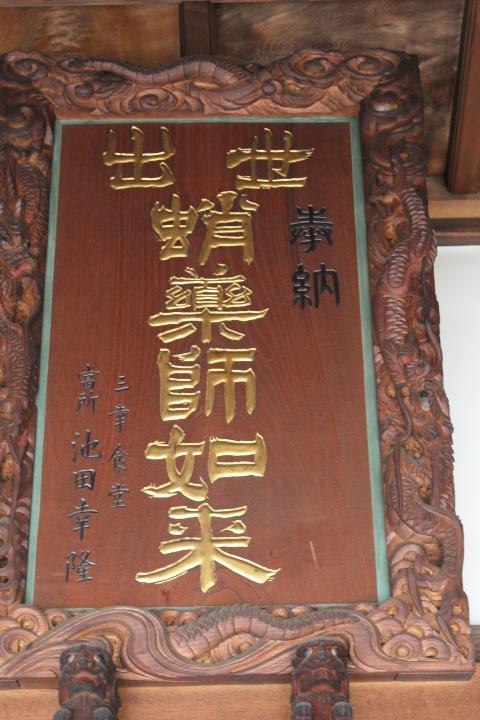 奉納
出世
蛸藥師如来
三幸食堂
當所 池田幸隆